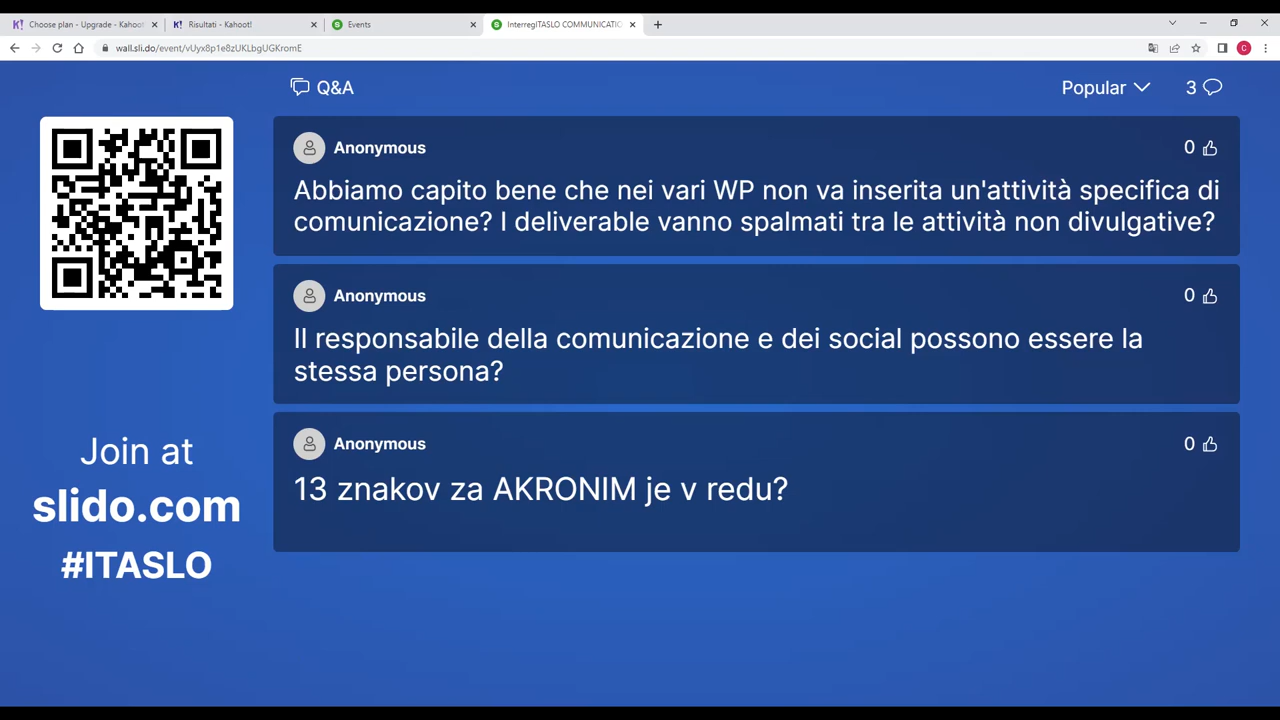 Choose plan - Upgrade - Kahoot!
Risultati - Kahoot!
Events
InterregITASLO COMMUNICATIO
wall.sli.do/event/vUyx8p1e8zUKLbgUGKromE
C
Q&A
Popular
3
Anonymous
0
Abbiamo capito bene che nei vari WP non va inserita un'attività specifica di
comunicazione? I deliverable vanno spalmati tra le attività non divulgative?
Anonymous
0
Il responsabile della comunicazione e dei social possono essere la
stessa persona?
Anonymous
0
13 znakov za AKRONIM je v redu?
Join at
slido.com
#ITASLO